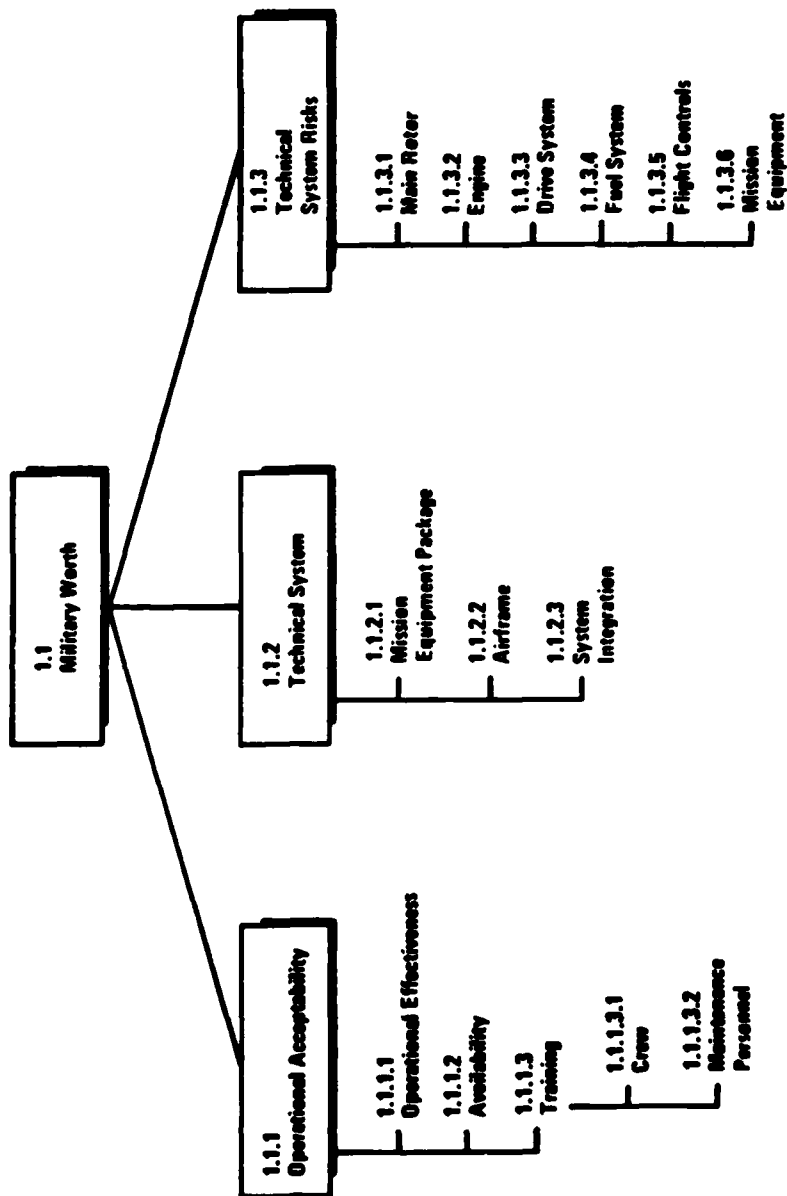 1.1
Military Worth
1.1.1
Operational Acceptability
1.1.1.1
Operational Effectiveness
1.1.1.2
Availability
1.1.1.3
Training
1.1.1.3.1
Crew
1.1.1.3.2
Maintenance
Personnel
1.1.2
Technical System
1.1.2.1
Mission
Equipment Package
1.1.2.2
Airframe
1.1.2.3
System
Integration
1.1.3
Technical
System Risks
1.1.3.1
Main Rotor
1.1.3.2
Engine
1.1.3.3
Drive System
1.1.3.4
Fuel System
1.1.3.5
Flight Controls
1.1.3.6
Mission
Equipment